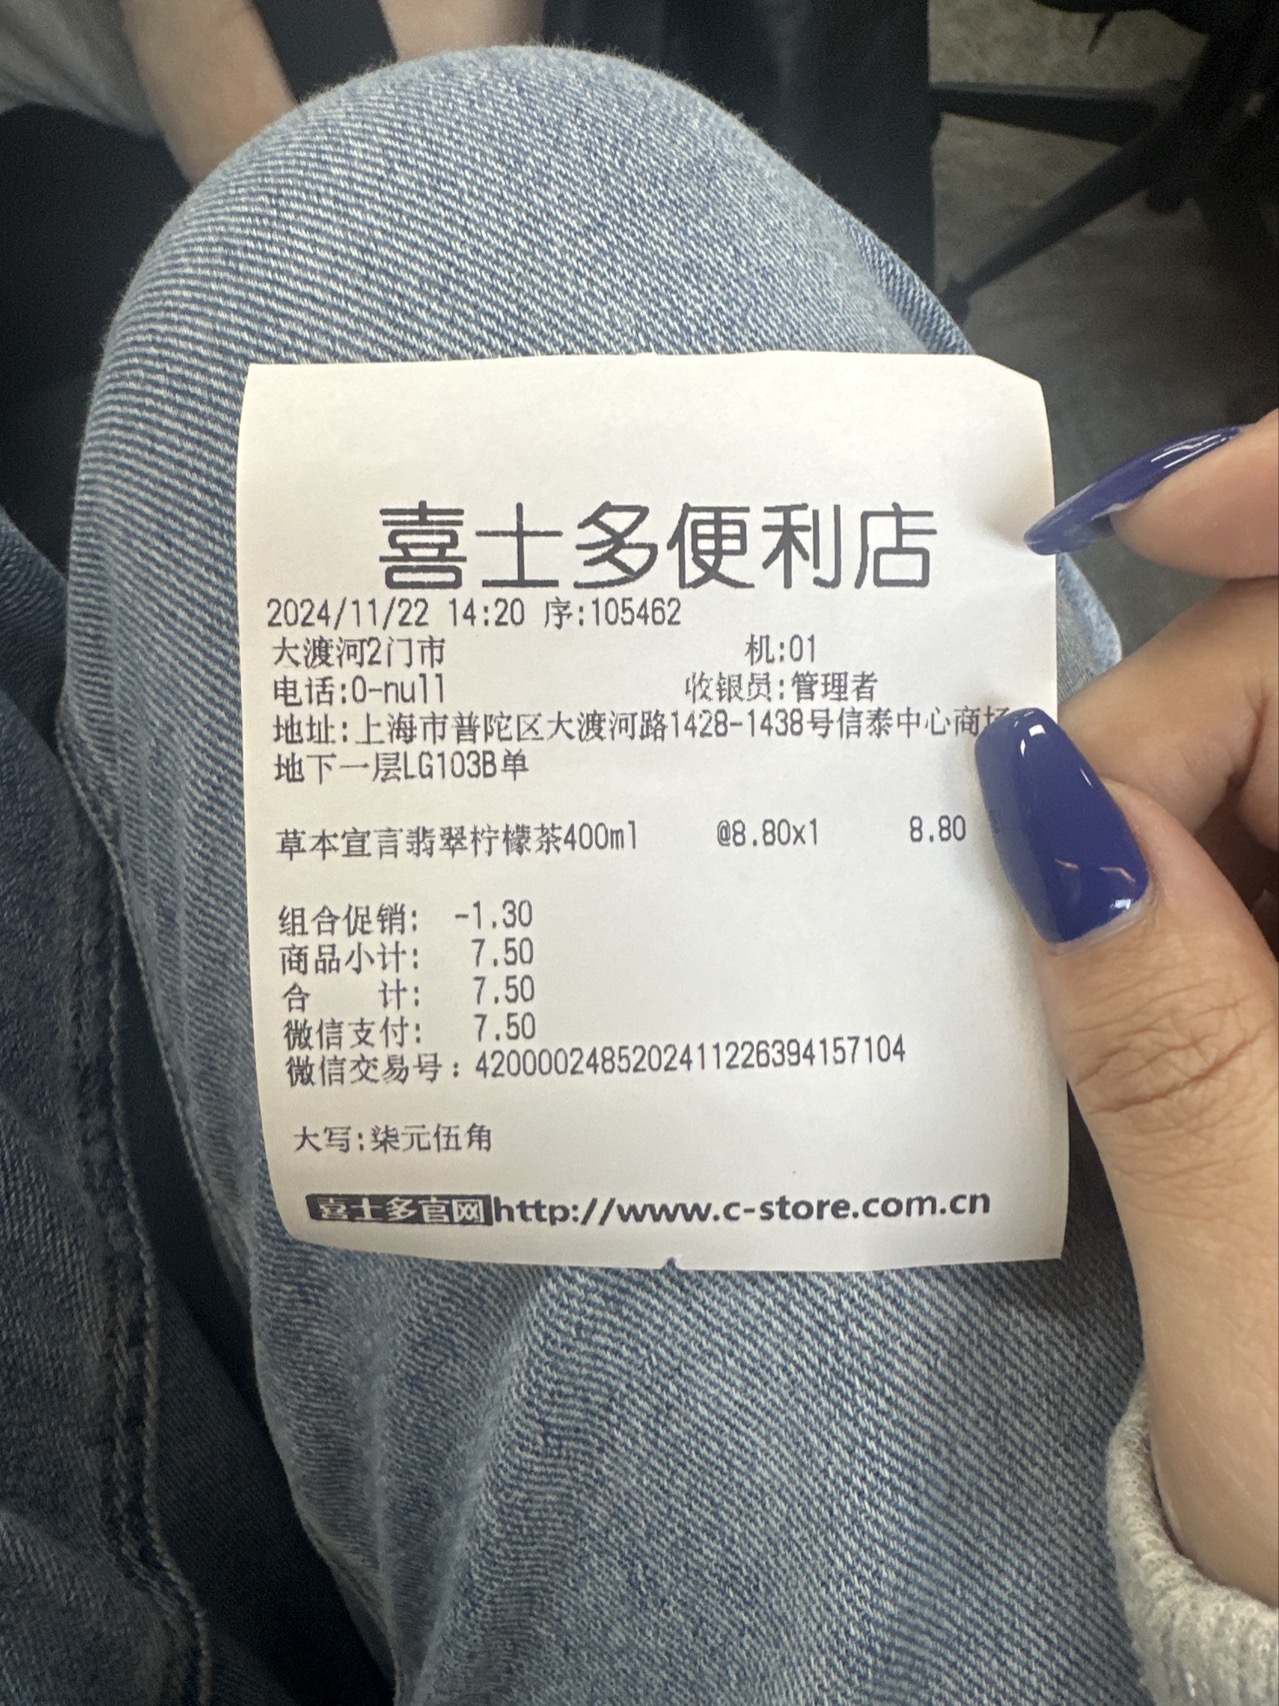 喜士多便利店
2024/11/22 14:20 序:105462
大渡河2门市 机:01
电话:0-null 收银员:管理者
地址:上海市普陀区大渡河路1428-1438号信泰中心商场
地下一层LG103B单
草本宣言翡翠柠檬茶400ml @8.80x1 8.80
组合促销: -1.30
商品小计: 7.50
合 计: 7.50
微信支付: 7.50
微信交易号: 4200002485202411226394157104
大写:柒元伍角
喜士多官网http://www.c-store.com.cn